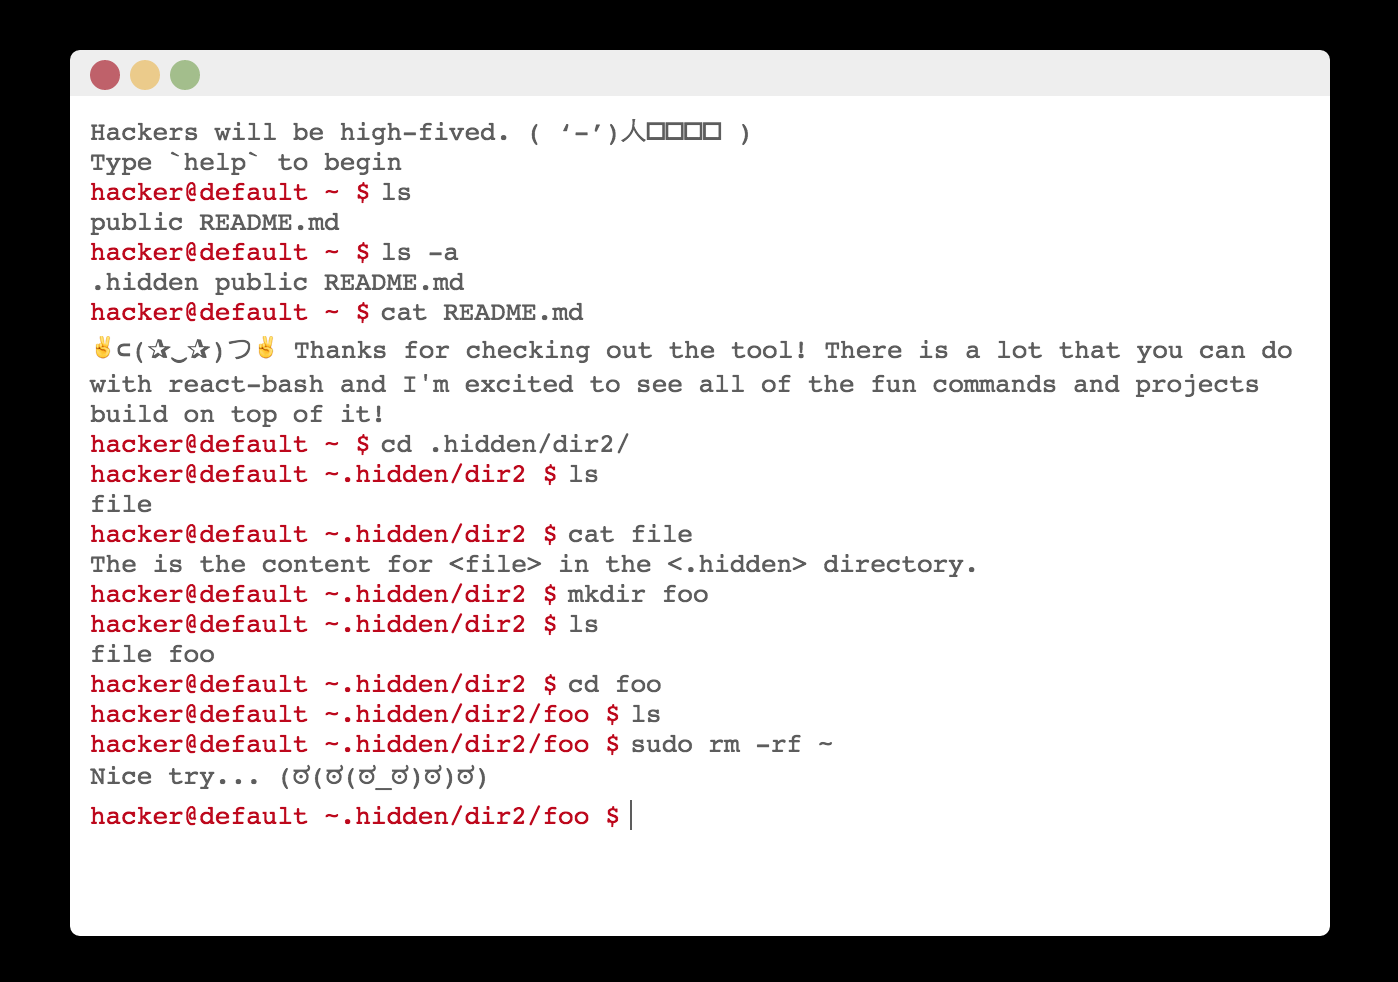 Hackers will be high-fived. ( ‘-’)人□□□□ )
Type `help` to begin
hacker@default ~ $ ls
public README.md
hacker@default ~ $ ls -a
.hidden public README.md
hacker@default ~ $ cat README.md
✌⊂(✰‿✰)つ✌ Thanks for checking out the tool! There is a lot that you can do
with react-bash and I'm excited to see all of the fun commands and projects
build on top of it!
hacker@default ~ $ cd .hidden/dir2/
hacker@default ~.hidden/dir2 $ ls
file
hacker@default ~.hidden/dir2 $ cat file
The is the content for <file> in the <.hidden> directory.
hacker@default ~.hidden/dir2 $ mkdir foo
hacker@default ~.hidden/dir2 $ ls
file foo
hacker@default ~.hidden/dir2 $ cd foo
hacker@default ~.hidden/dir2/foo $ ls
hacker@default ~.hidden/dir2/foo $ sudo rm -rf ~
Nice try... (ಠ(ಠ(ಠ_ಠ)ಠ)ಠ)
hacker@default ~.hidden/dir2/foo $